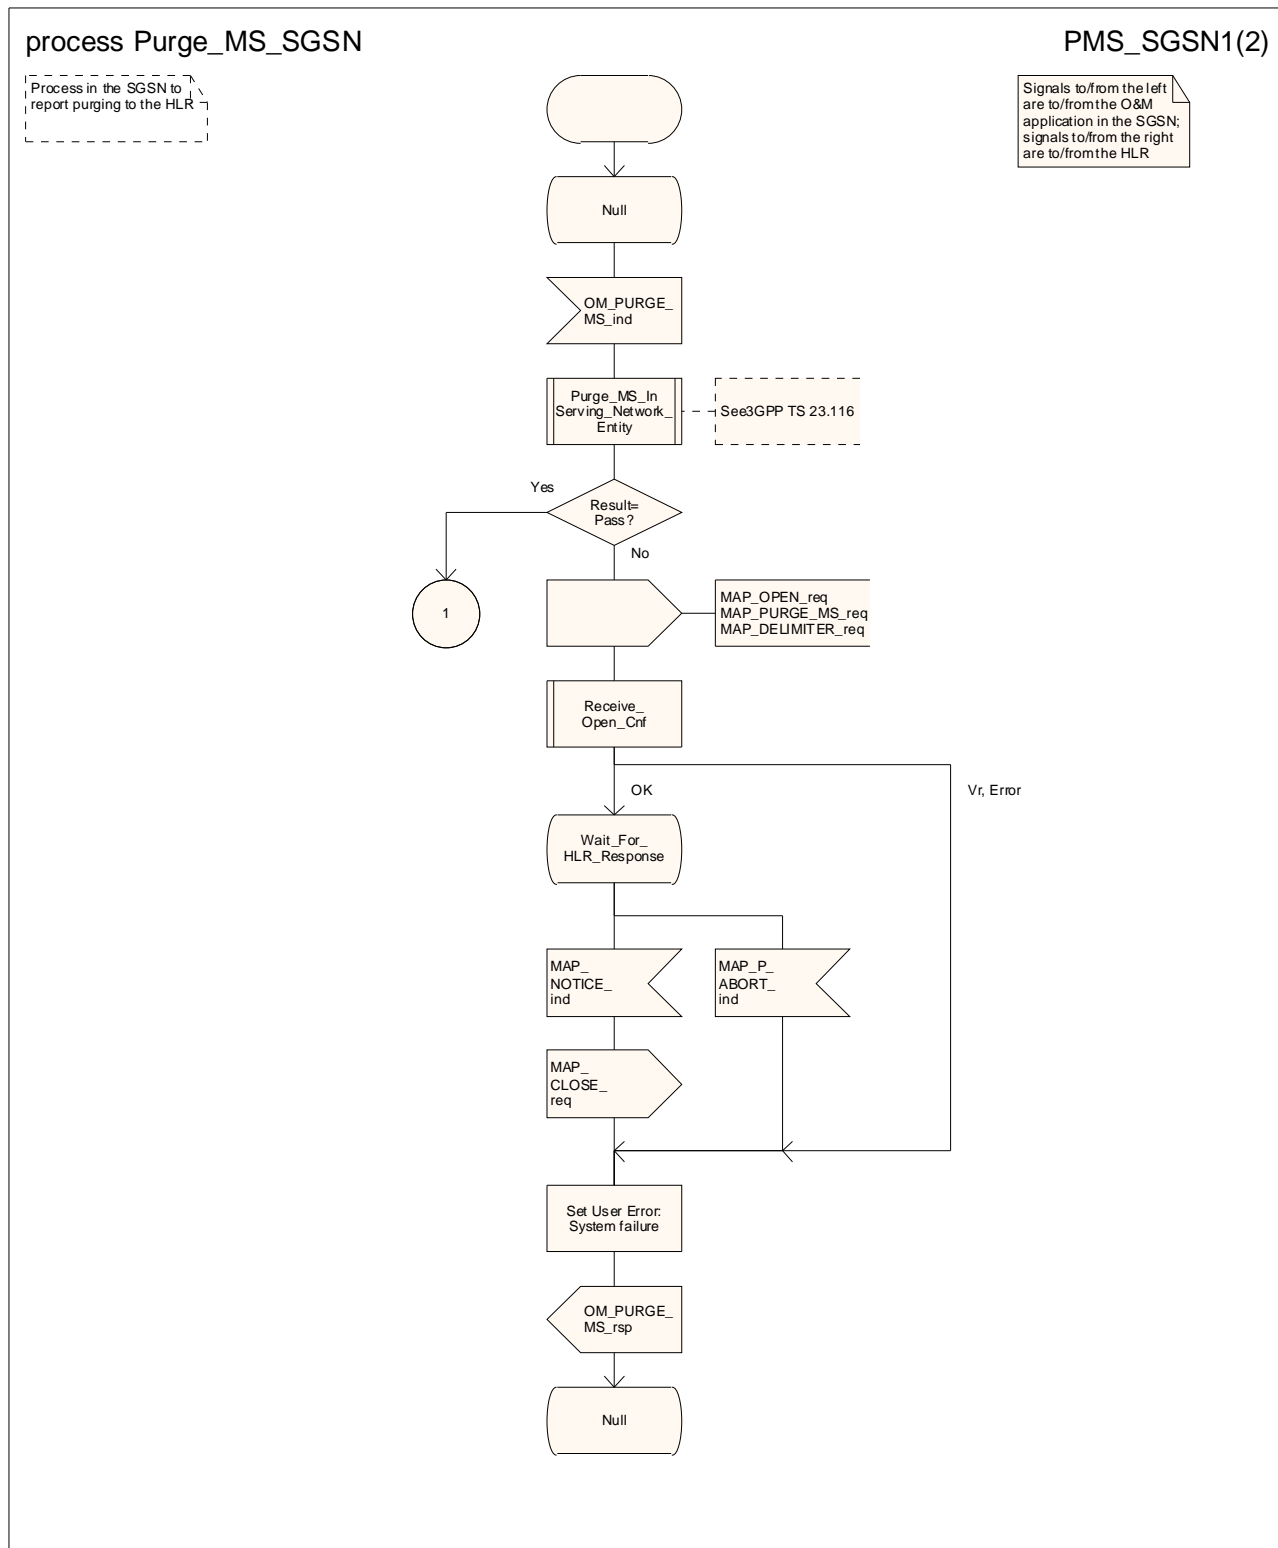 process Purge_MS_SGSN
PMS_SGSN1(2)
Process in the SGSN to
report purging to the HLR
Signals to/from the left
are to/from the O&M
application in the SGSN;
signals to/from the right
are to/from the HLR
Null
OM_PURGE_
MS_ind
Purge_MS_In
Serving_Network_
Entity
See3GPP TS 23.116
Yes
Result=
Pass?
No
1
MAP_OPEN_req
MAP_PURGE_MS_req
MAP_DELIMITER_req
Receive_
Open_Cnf
OK
Vr, Error
Wait_For_
HLR_Response
MAP_
NOTICE_
ind
MAP_P_
ABORT_
ind
MAP_
CLOSE_
req
Set User Error:
System failure
OM_PURGE_
MS_rsp
Null